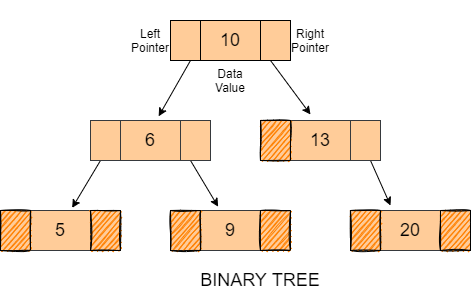 Left
Pointer
10
Right
Pointer
Data
Value
6
13
5
9
20
BINARY TREE